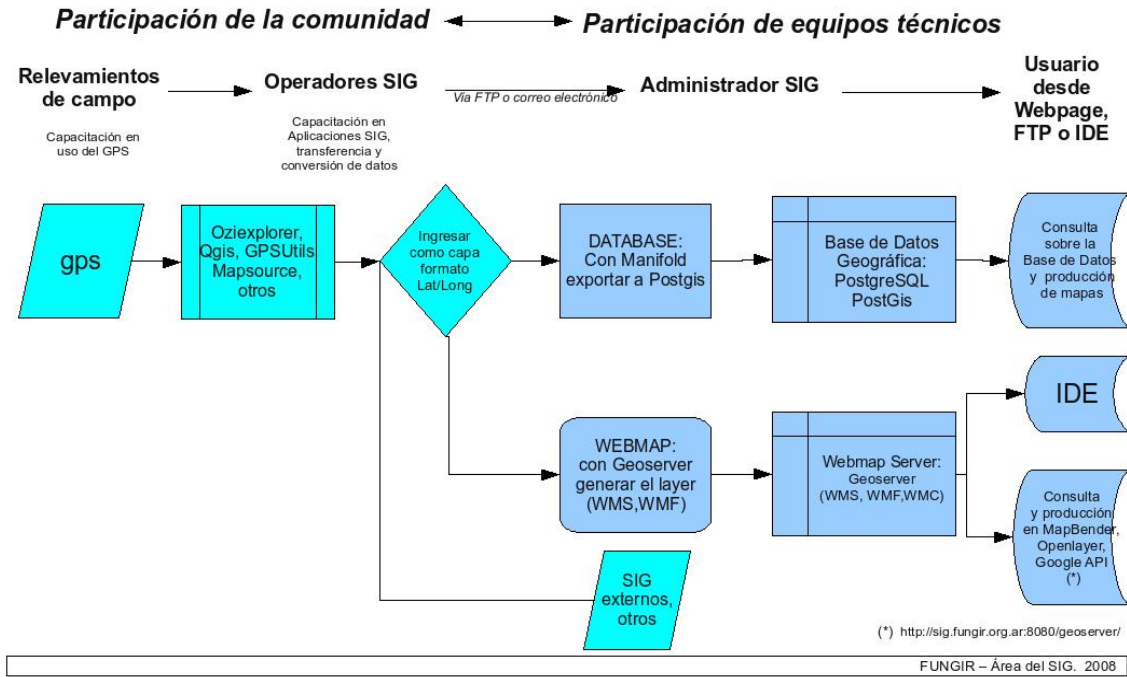 Participación de la comunidad
Participación de equipos técnicos
Relevamientos
de campo
Capacitación en
uso del GPS
Operadores SIG
Capacitación en
Aplicaciones SIG,
transferencia y
conversión de datos
Vía FTP o correo electrónico
Administrador SIG
Usuario
desde
Webpage,
FTP o IDE
gps
Oziexplorer,
Qgis, GPSUtils
Mapsource,
otros
Ingresar
como capa
formato
Lat/Long
DATABASE:
Con Manifold
exportar a Postgis
Base de Datos
Geográfica:
PostgreSQL
PostGis
Consulta
sobre la
Base de Datos
y producción
de mapas
WEBMAP:
con Geoserver
generar el layer
(WMS,WMF)
Webmap Server:
Geoserver
(WMS, WMF,WMC)
IDE
Consulta
y producción
en MapBender,
Openlayer,
Google API
(*)
SIG
externos,
otros
(*) http://sig.fungir.org.ar:8080/geoserver/
FUNGIR – Área del SIG. 2008